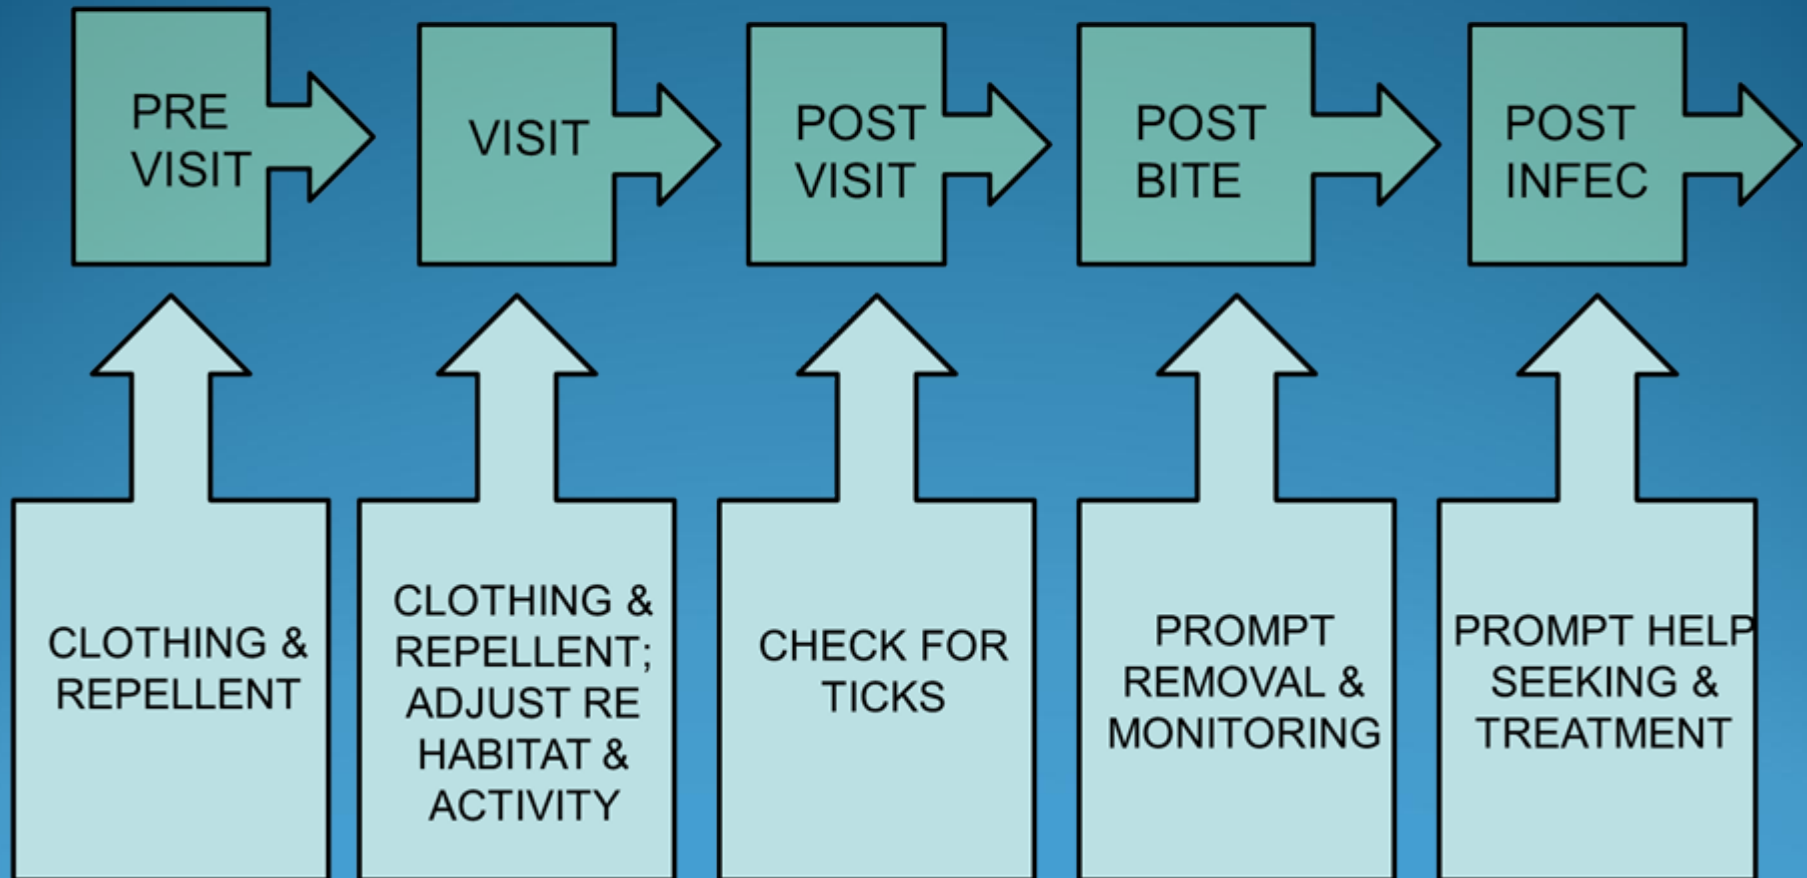 PRE
VISIT
VISIT
POST
VISIT
POST
BITE
POST
INFEC
CLOTHING &
REPELLENT
CLOTHING &
REPELLENT;
ADJUST RE
HABITAT &
ACTIVITY
CHECK FOR
TICKS
PROMPT
REMOVAL &
MONITORING
PROMPT HELP
SEEKING &
TREATMENT